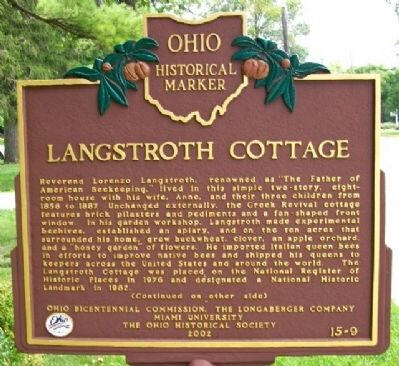 OHIO
HISTORICAL
MARKER
LANGSTROTH COTTAGE
Reverend Lorenzo Langstroth, renowned as "The Father of
American Beekeeping," lived in this simple two-story, eight-
room house with his wife, Anne, and their three children from
1858 to 1887. Unchanged externally, the Greek Revival cottage
features brick pilasters and pediments and a fan-shaped front
window. In his garden workshop, Langstroth made experimental
beehives, established an apiary, and on the ten acres that
surrounded his home, grew buckwheat, clover, an apple orchard,
and a "honey garden" of flowers. He imported Italian queen bees
in efforts to improve native bees and shipped his queens to
keepers across the United States and around the world. The
Langstroth Cottage was placed on the National Register of
Historic Places in 1976 and designated a National Historic
Landmark in 1982.
(Continued on other side)
OHIO BICENTENNIAL COMMISSION, THE LONGABERGER COMPANY
MIAMI UNIVERSITY
THE OHIO HISTORICAL SOCIETY
2002
15-9
Ohio